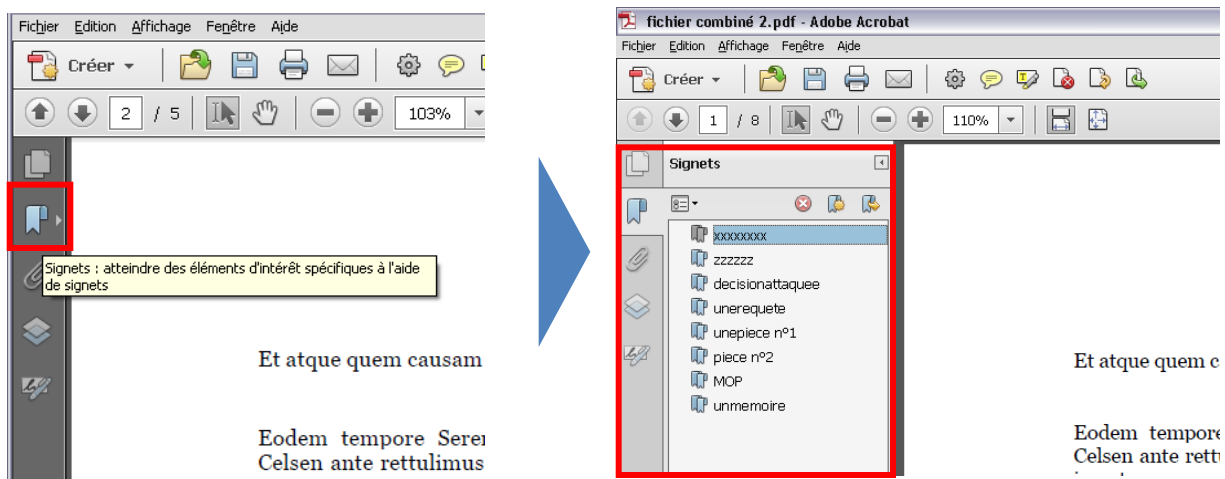 Fichier Edition Affichage Fenêtre Aide
Créer
2 / 5
103%
Signets : atteindre des éléments d'intérêt spécifiques à l'aide
de signets
Et atque quem causam
Eodem tempore Seren
Celsen ante rettulimus
fichier combiné 2.pdf - Adobe Acrobat
Fichier Edition Affichage Fenêtre Aide
Créer
1 / 8
110%
Signets
xxxxxxxx
zzzzzz
decisionattaquee
unerequete
unepiece n°1
piece n°2
MOP
unmemoire
Et atque quem c
Eodem tempore
Celsen ante rettu